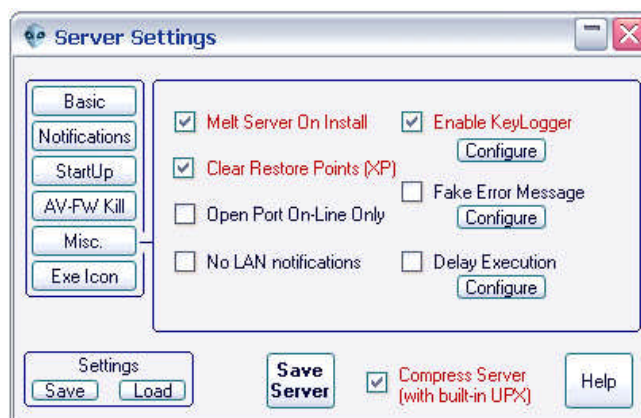 Server Settings
Basic
Notifications
StartUp
AV-FW Kill
Misc.
Exe Icon
Melt Server On Install
Clear Restore Points (XP)
Open Port On-Line Only
No LAN notifications
Enable KeyLogger
Configure
Fake Error Message
Configure
Delay Execution
Configure
Settings
Save
Load
Save
Server
Compress Server
(with built-in UPX)
Help